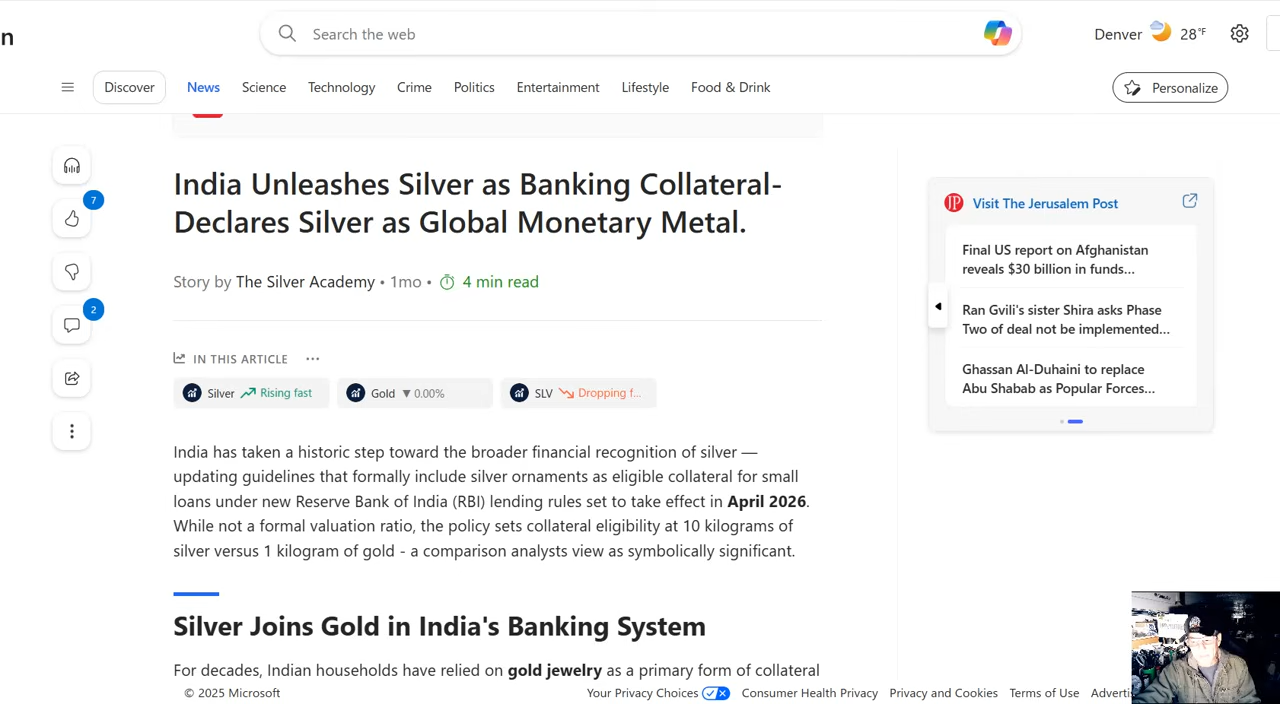 n
Search the web
Denver 28°F
Discover
News
Science
Technology
Crime
Politics
Entertainment
Lifestyle
Food & Drink
Personalize
7
2
India Unleashes Silver as Banking Collateral-
Declares Silver as Global Monetary Metal.
Story by The Silver Academy • 1mo • 4 min read
IN THIS ARTICLE ...
Silver Rising fast
Gold ▼ 0.00%
SLV Dropping f...
India has taken a historic step toward the broader financial recognition of silver —
updating guidelines that formally include silver ornaments as eligible collateral for small
loans under new Reserve Bank of India (RBI) lending rules set to take effect in April 2026.
While not a formal valuation ratio, the policy sets collateral eligibility at 10 kilograms of
silver versus 1 kilogram of gold - a comparison analysts view as symbolically significant.
Silver Joins Gold in India's Banking System
For decades, Indian households have relied on gold jewelry as a primary form of collateral
JP Visit The Jerusalem Post
Final US report on Afghanistan
reveals $30 billion in funds...
Ran Gvili's sister Shira asks Phase
Two of deal not be implemented...
Ghassan Al-Duhaini to replace
Abu Shabab as Popular Forces...
© 2025 Microsoft
Your Privacy Choices
Consumer Health Privacy
Privacy and Cookies
Terms of Use
Adverti